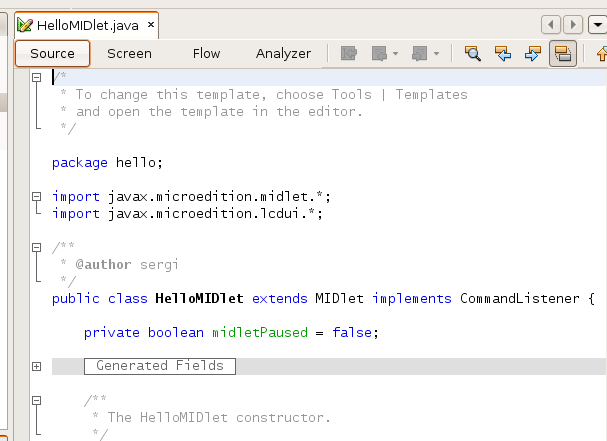 HelloMIDlet.java ×
Source Screen Flow Analyzer
/*
* To change this template, choose Tools | Templates
* and open the template in the editor.
*/
package hello;
import javax.microedition.midlet.*;
import javax.microedition.lcdui.*;
/**
* @author sergi
*/
public class HelloMIDlet extends MIDlet implements CommandListener {
private boolean midletPaused = false;
Generated Fields
/**
* The HelloMIDlet constructor.
*/